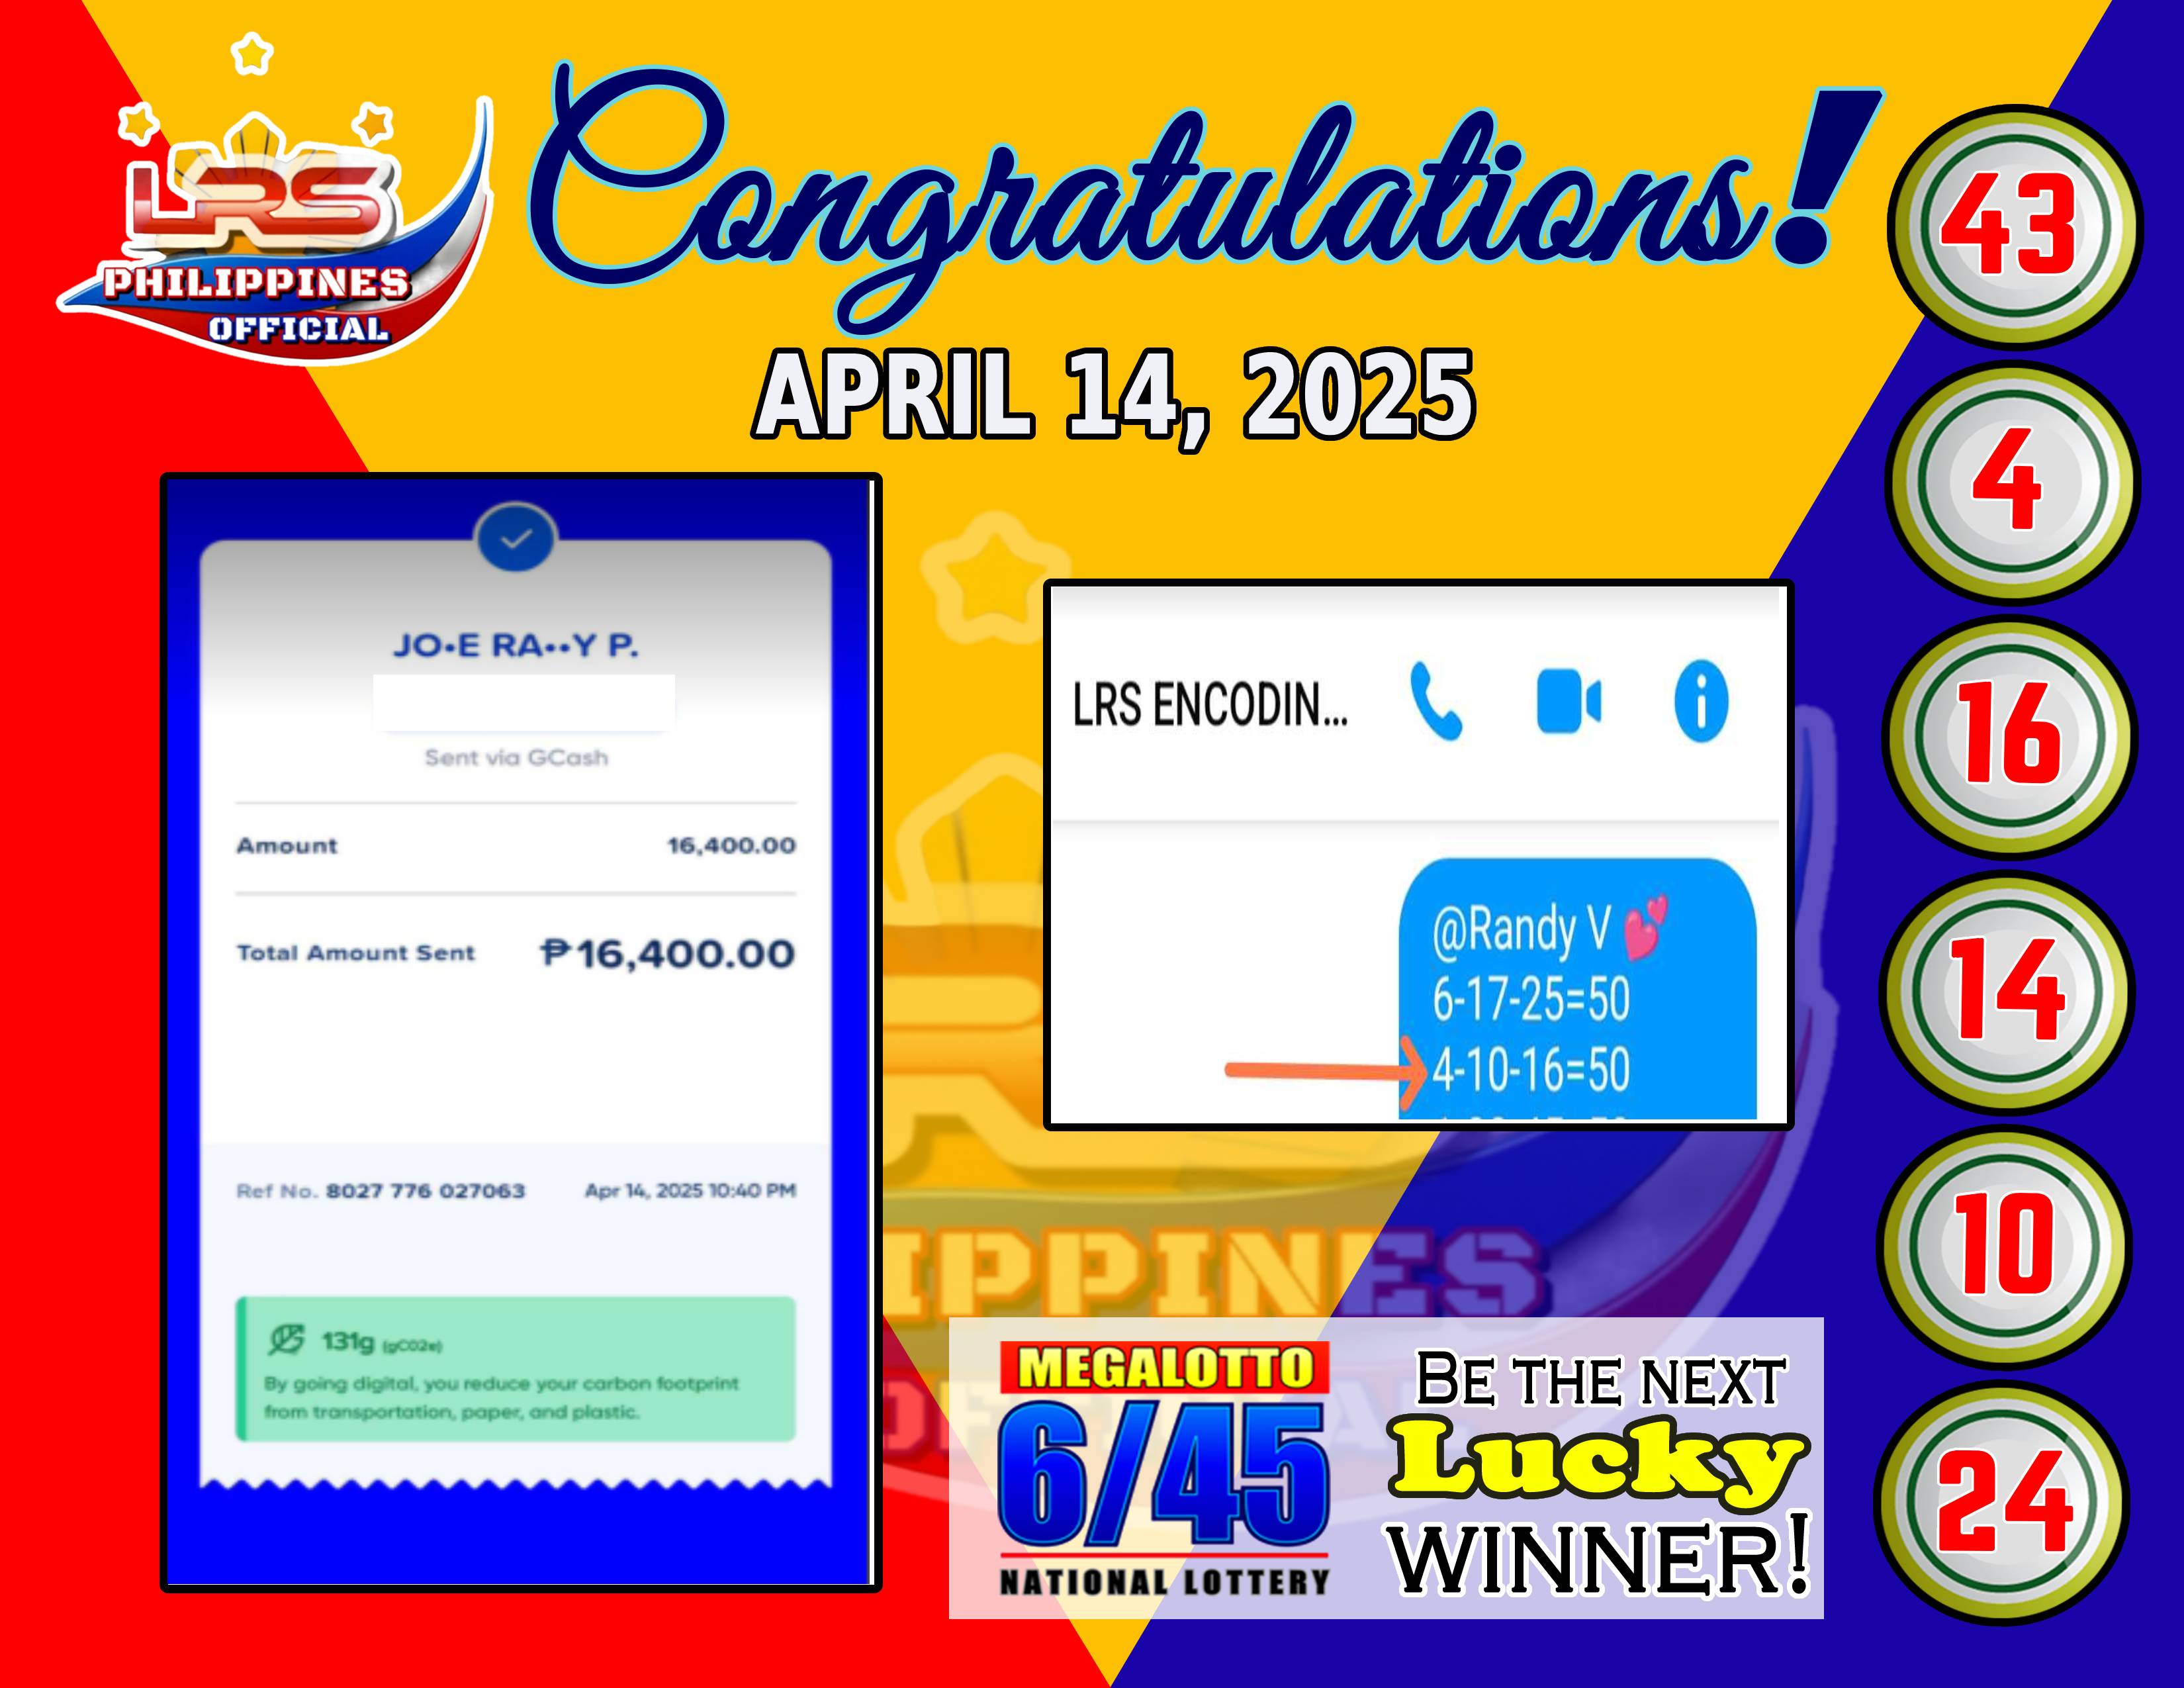 LRS
PHILIPPINES
OFFICIAL
Congratulations!
APRIL 14, 2025
JO•E RA••Y P.
Sent via GCash
Amount 16,400.00
Total Amount Sent ₱16,400.00
Ref No. 8027 776 027063 Apr 14, 2025 10:40 PM
131g (gCO2e)
By going digital, you reduce your carbon footprint
from transportation, paper, and plastic.
LRS ENCODIN...
@Randy V 💕
6-17-25=50
4-10-16=50
IPPINES
MEGALOTTO
6/45
NATIONAL LOTTERY
BE THE NEXT
Lucky
WINNER!
43
4
16
14
10
24